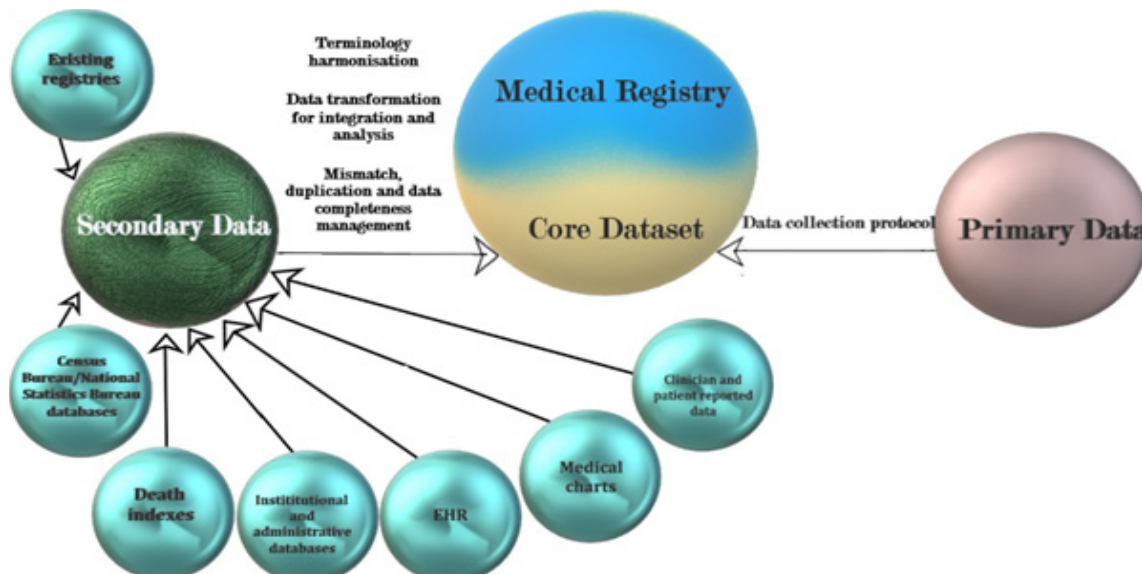 Existing
registries
Terminology
harmonisation
Data transformation
for integration and
analysis
Mismatch,
duplication and data
completeness
management
Medical Registry
Core Dataset
Secondary Data
Data collection protocol
Primary Data
Census
Bureau/National
Statistics Bureau
databases
Death
indexes
Instititutional
and
administrative
databases
EHR
Medical
charts
Clinician and
patient reported
data